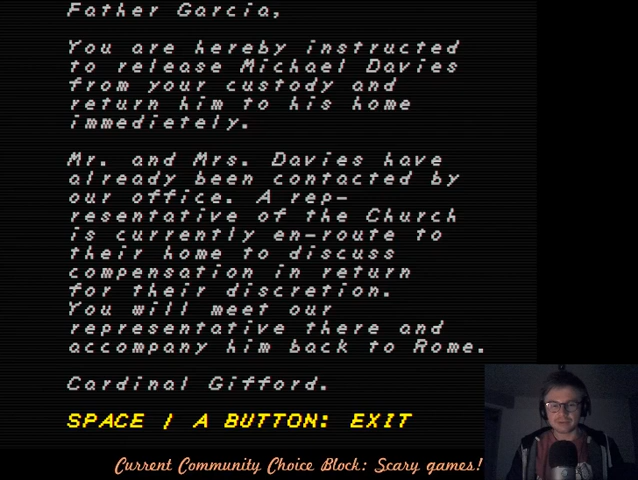 Father Garcia,
You are hereby instructed
to release Michael Davies
from your custody and
return him to his home
immedietely.
Mr. and Mrs. Davies have
already been contacted by
our office. A rep-
resentative of the Church
is currently en-route to
their home to discuss
compensation in return
for their discretion.
You will meet our
representative there and
accompany him back to Rome.
Cardinal Gifford.
SPACE / A BUTTON: EXIT
Current Community Choice Block: Scary games!